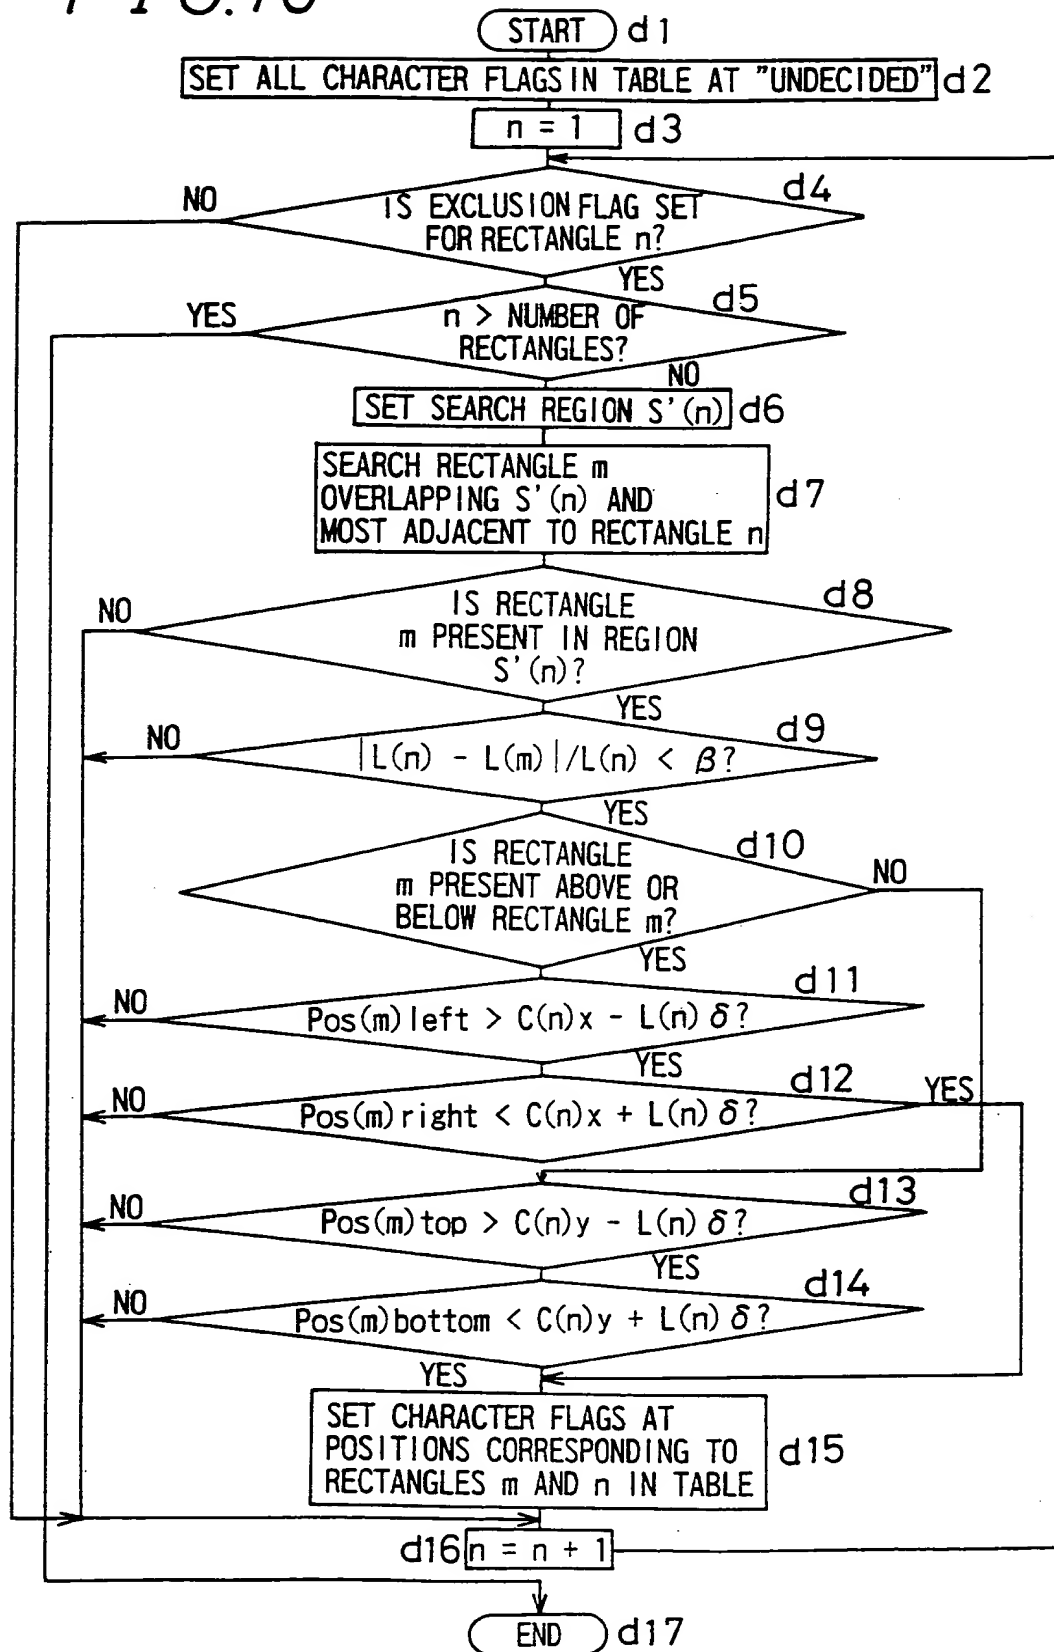 START d1
SET ALL CHARACTER FLAGS IN TABLE AT "UNDECIDED" d2
n = 1 d3
d4
NO
IS EXCLUSION FLAG SET
FOR RECTANGLE n?
YES
d5
YES
n > NUMBER OF
RECTANGLES?
NO
SET SEARCH REGION S'(n) d6
SEARCH RECTANGLE m
OVERLAPPING S'(n) AND
MOST ADJACENT TO RECTANGLE n
d7
d8
NO
IS RECTANGLE
m PRESENT IN REGION
S'(n)?
YES
d9
NO
|L(n) - L(m)|/L(n) < β?
YES
d10
IS RECTANGLE
m PRESENT ABOVE OR
BELOW RECTANGLE m?
NO
YES
d11
NO
Pos(m)left > C(n)x - L(n)δ?
YES
d12
NO
Pos(m)right < C(n)x + L(n)δ?
YES
d13
NO
Pos(m)top > C(n)y - L(n)δ?
YES
d14
NO
Pos(m)bottom < C(n)y + L(n)δ?
YES
SET CHARACTER FLAGS AT
POSITIONS CORRESPONDING TO
RECTANGLES m AND n IN TABLE
d15
d16 n = n + 1
END d17